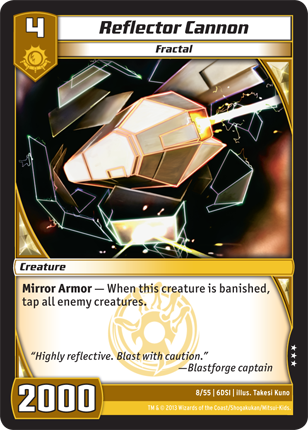 4
Reflector Cannon
Fractal
Creature
Mirror Armor — When this creature is banished,
tap all enemy creatures.
“Highly reflective. Blast with caution.”
—Blastforge captain
2000
8/55 | 6DSI | illus. Takesi Kuno
TM & © 2013 Wizards of the Coast/Shogakukan/Mitsui-Kids